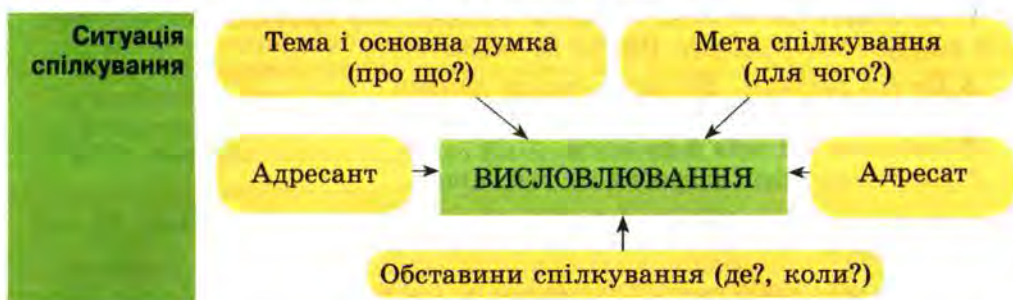 Ситуація
спілкування
Тема і основна думка
(про що?)
Мета спілкування
(для чого?)
Адресант
ВИСЛОВЛЮВАННЯ
Адресат
Обставини спілкування (де?, коли?)